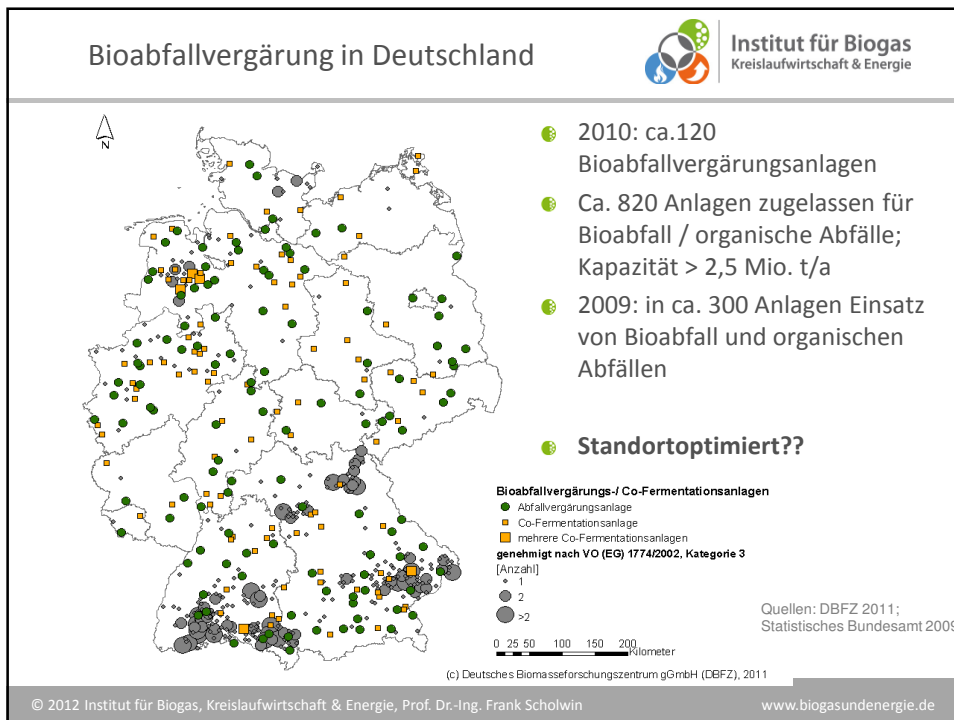 Bioabfallvergärung in Deutschland
Institut für Biogas
Kreislaufwirtschaft & Energie
N
2010: ca.120
Bioabfallvergärungsanlagen
Ca. 820 Anlagen zugelassen für
Bioabfall / organische Abfälle;
Kapazität > 2,5 Mio. t/a
2009: in ca. 300 Anlagen Einsatz
von Bioabfall und organischen
Abfällen
Standortoptimiert??
Bioabfallvergärungs-/ Co-Fermentationsanlagen
Abfallvergärungsanlage
Co-Fermentationsanlage
mehrere Co-Fermentationsanlagen
genehmigt nach VO (EG) 1774/2002, Kategorie 3
[Anzahl]
1
2
>2
Quellen: DBFZ 2011;
Statistisches Bundesamt 2009
0 25 50 100 150 200
Kilometer
(c) Deutsches Biomasseforschungszentrum gGmbH (DBFZ), 2011
© 2012 Institut für Biogas, Kreislaufwirtschaft & Energie, Prof. Dr.-Ing. Frank Scholwin www.biogasundenergie.de